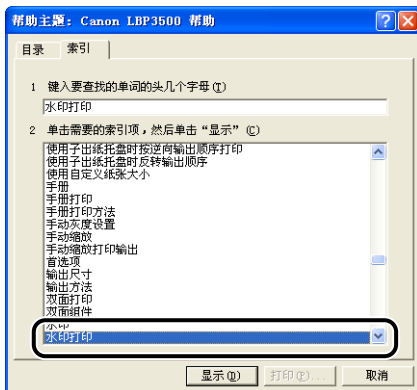 帮助主题: Canon LBP3500 帮助
目录 索引
1 键入要查找的单词的头几个字母(T)
水印打印
2 单击需要的索引项,然后单击“显示”(C)
使用子出纸托盘时按逆向输出顺序打印
使用子出纸托盘时反转输出顺序
使用自定义纸张大小
手册
手册打印
手册打印方法
手动灰度设置
手动缩放
手动缩放打印输出
首选项
输出尺寸
输出方法
双面打印
双面组件
水印
水印打印
显示(D) 打印(P)... 取消